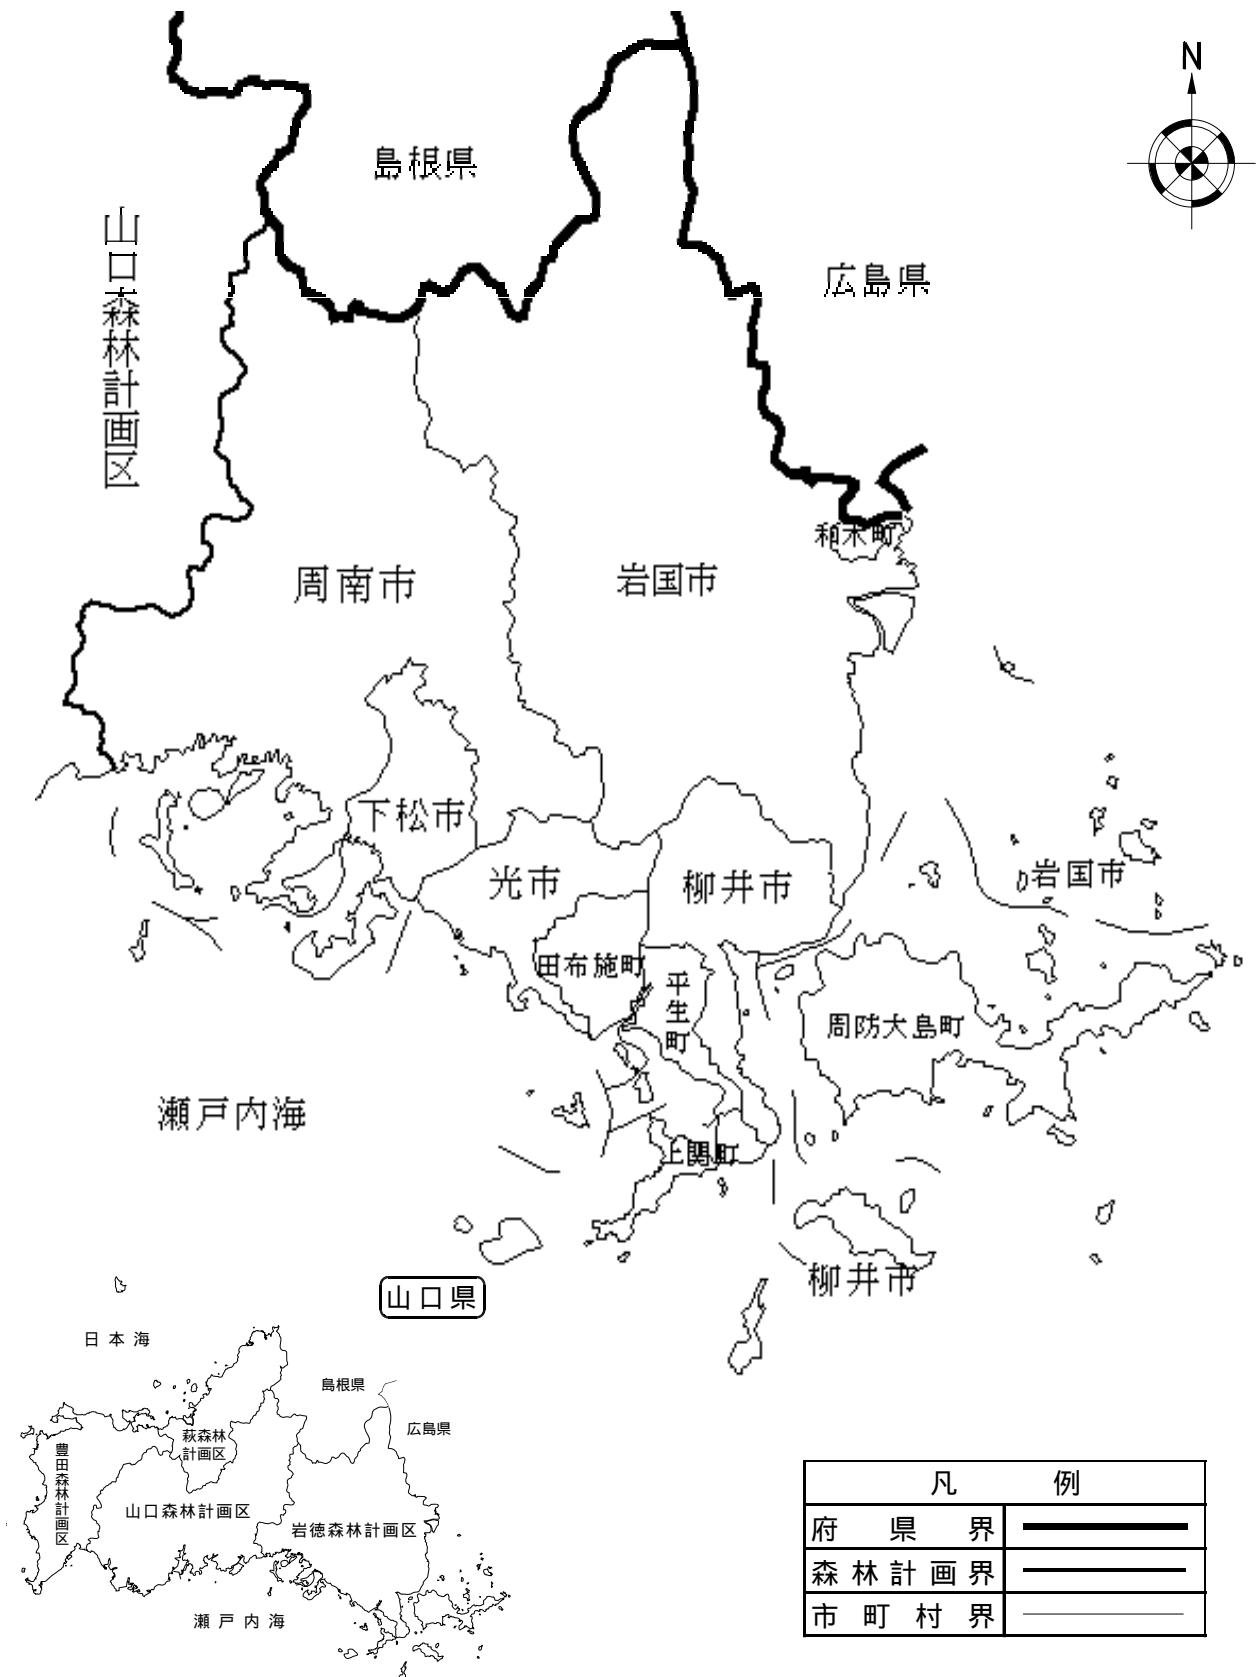 N
島根県
山口森林計画区
広島県
和木町
周南市
岩国市
下松市
光市
柳井市
岩国市
田布施町
平生町
周防大島町
瀬戸内海
上関町
柳井市
山口県
日本海
島根県
広島県
萩森林
計画区
豊田森林計画区
山口森林計画区
岩徳森林計画区
瀬戸内海
凡例
府県界
森林計画界
市町村界